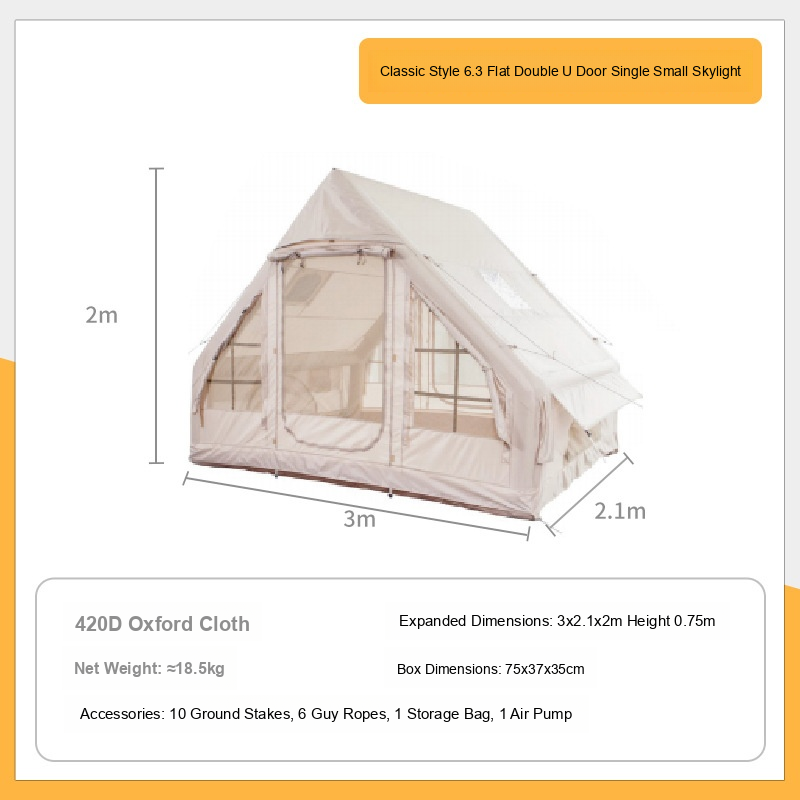 Classic Style 6.3 Flat Double U Door Single Small Skylight
2m
3m
2.1m
420D Oxford Cloth
Expanded Dimensions: 3x2.1x2m Height 0.75m
Net Weight: ≈18.5kg
Box Dimensions: 75x37x35cm
Accessories: 10 Ground Stakes, 6 Guy Ropes, 1 Storage Bag, 1 Air Pump